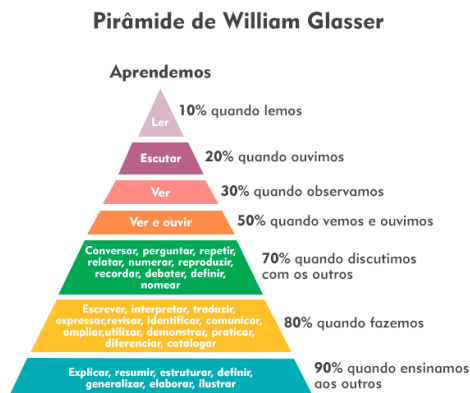 Pirâmide de William Glasser
Aprendemos
Ler
10% quando lemos
Escutar
20% quando ouvimos
Ver
30% quando observamos
Ver e ouvir
50% quando vemos e ouvimos
Conversar, perguntar, repetir,
relatar, numerar, reproduzir,
recordar, debater, definir,
nomear
70% quando discutimos
com os outros
Escrever, interpretar, traduzir,
expressar,revisar, identificar, comunicar,
ampliar,utilizar, demonstrar, praticar,
diferenciar, catalogar
80% quando fazemos
Explicar, resumir, estruturar, definir,
generalizar, elaborar, ilustrar
90% quando ensinamos
aos outros